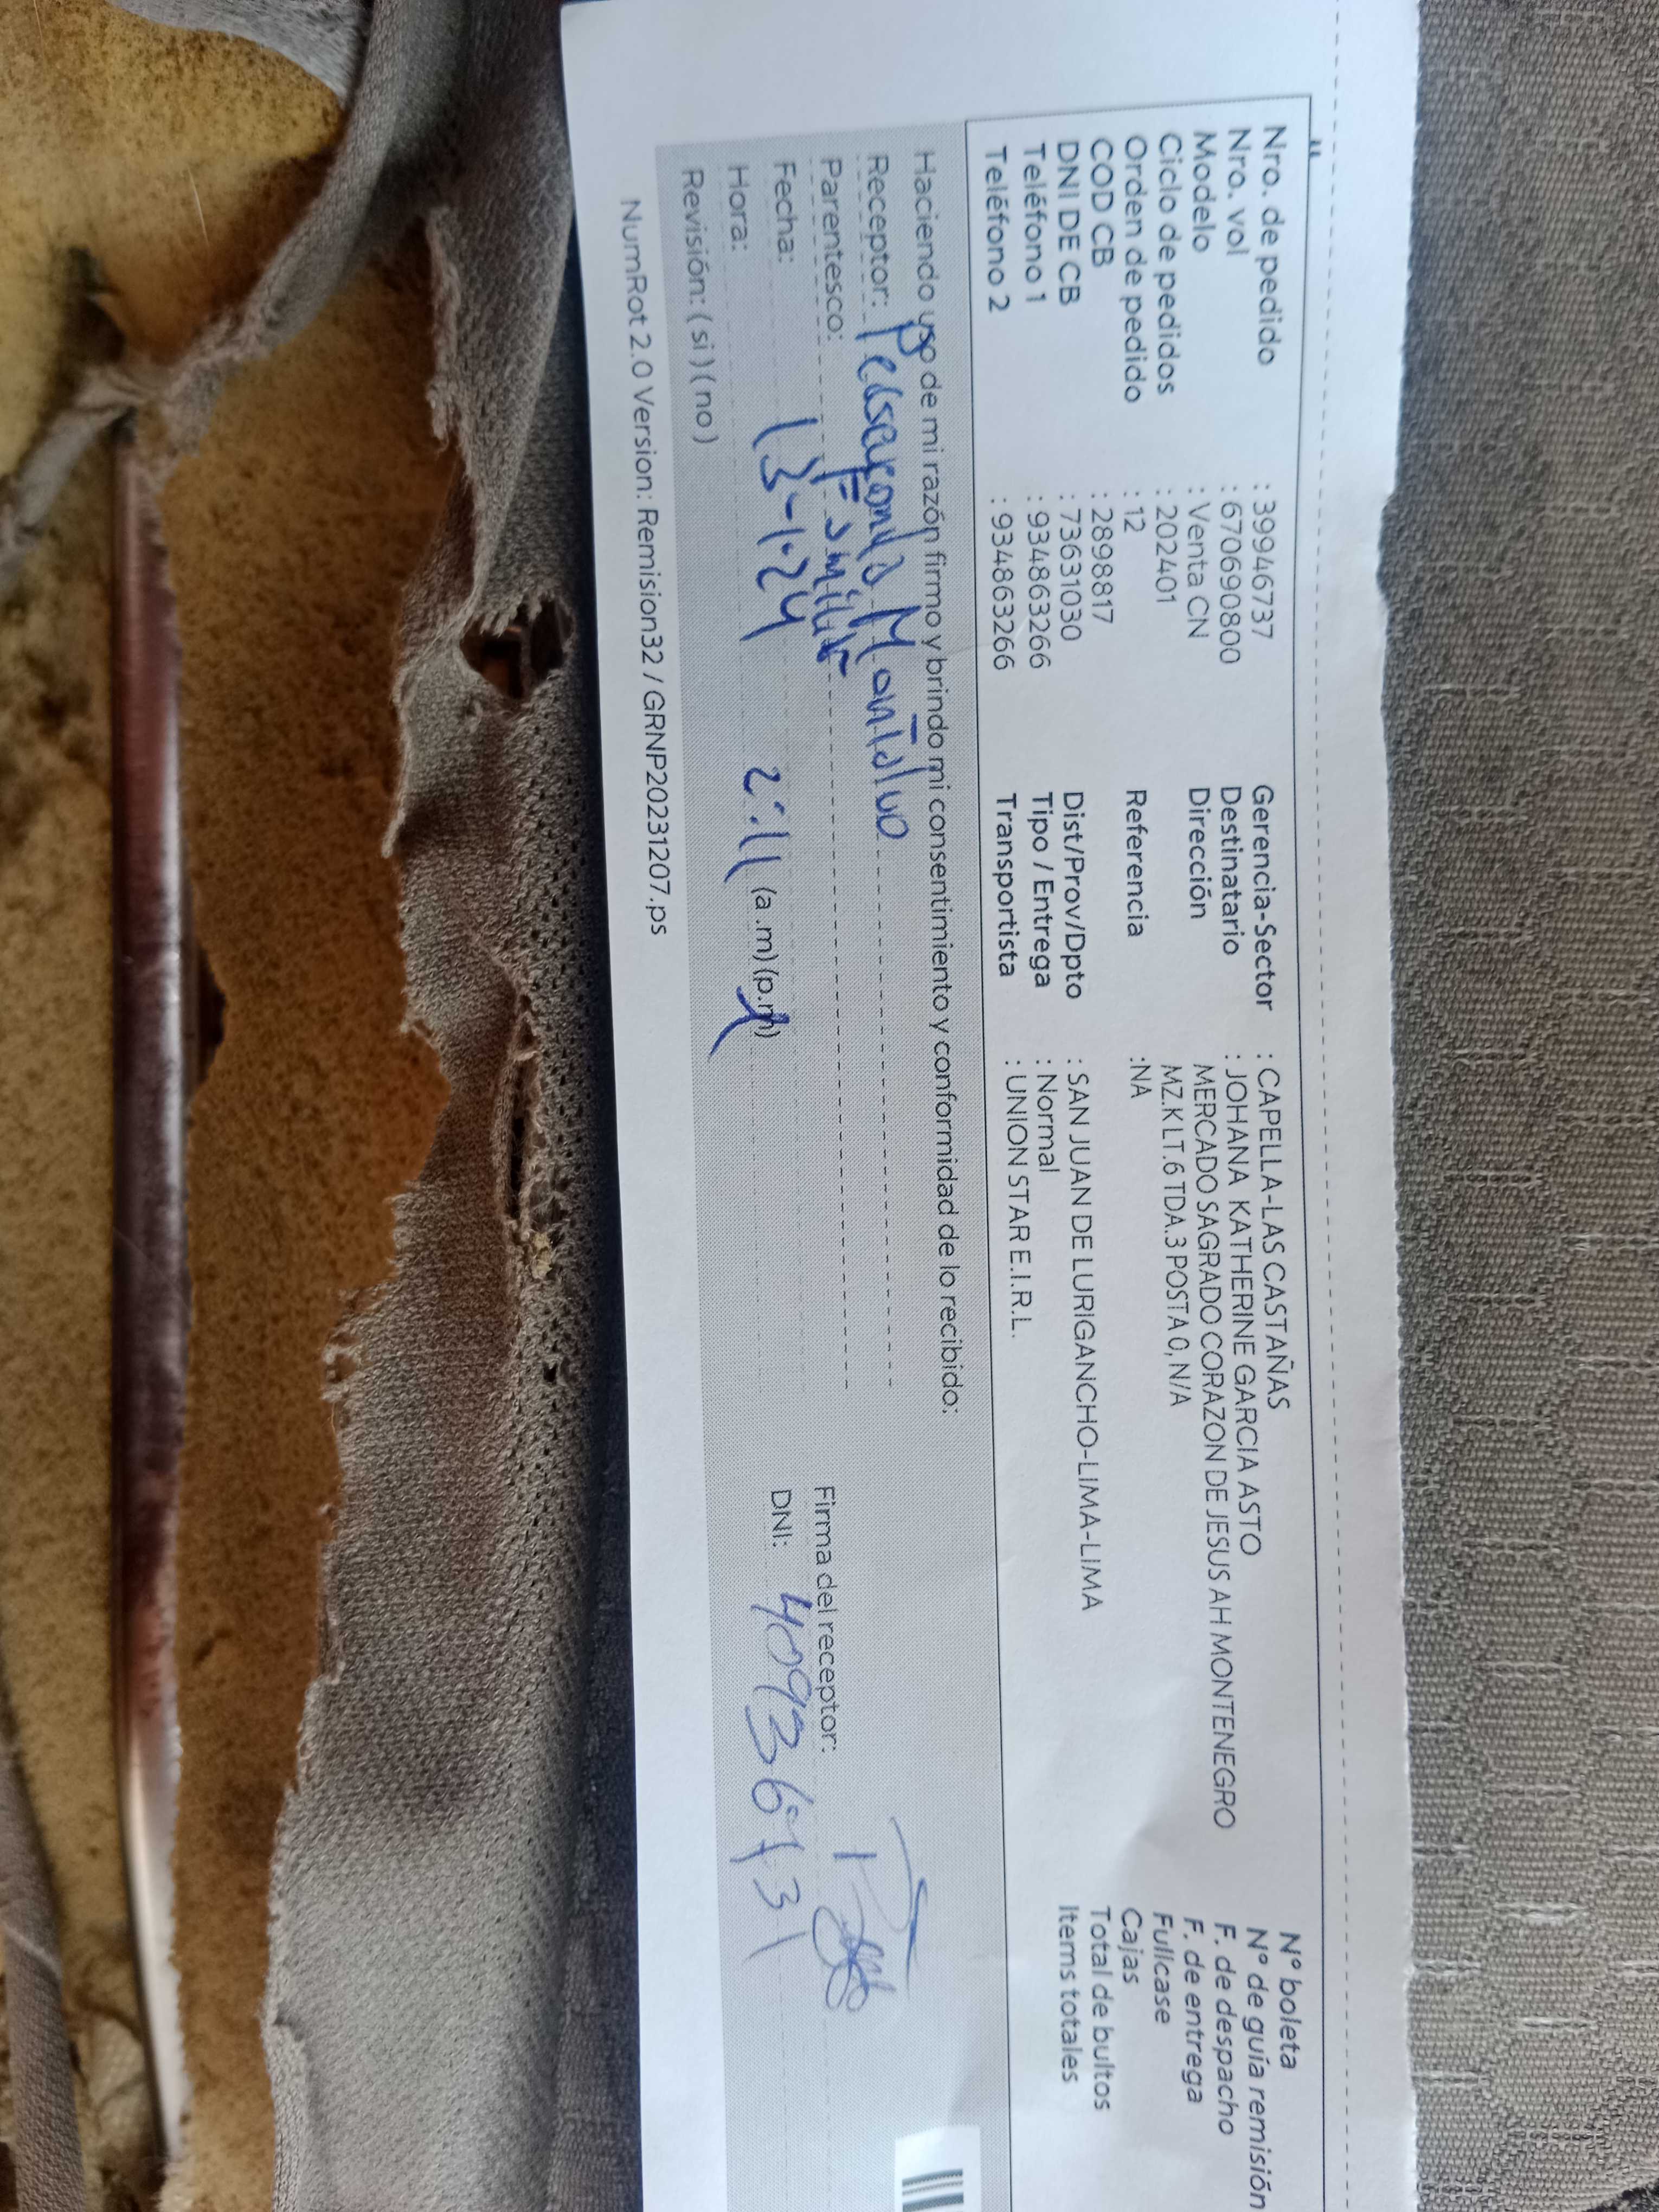 Nro. de pedido : 39946737
Nro. vol : 670690800
Modelo : Venta CN
Ciclo de pedidos : 202401
Orden de pedido : 12
COD CB : 2898817
DNI DE CB : 73631030
Teléfono 1 : 934863266
Teléfono 2 : 934863266
Gerencia-Sector : CAPELLA-LAS CASTAÑAS
Destinatario : JOHANA KATHERINE GARCIA ASTO
Dirección MERCADO SAGRADO CORAZON DE JESUS AH MONTENEGRO
MZ.K LT.6 TDA.3 POSTA 0, N/A
Referencia :NA
Dist/Prov/Dpto : SAN JUAN DE LURIGANCHO-LIMA-LIMA
Tipo / Entrega : Normal
Transportista : UNION STAR E.I.R.L.
N° boleta
N° de guía remisión
F. de despacho
F. de entrega
Fullcase
Cajas
Total de bultos
Items totales
Haciendo uso de mi razón firmo y brindo mi consentimiento y conformidad de lo recibido:
Receptor: Montalvo
Parentesco: Familiar
Fecha: 13-1-24
Hora: 2:11 (a.m) (p.m)
Revisión: ( si ) ( no )
Firma del receptor:
DNI:
NumRot 2.0 Version: Remision32 / GRNP20231207.ps